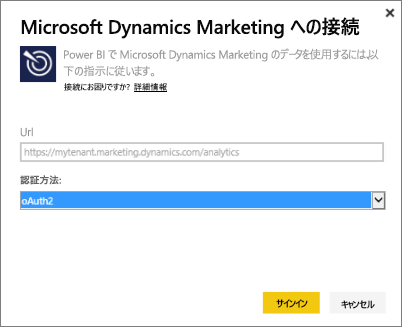 Microsoft Dynamics Marketing への接続
Power BI で Microsoft Dynamics Marketing のデータを使用するには、以
下の指示に従います。
接続にお困りですか? 詳細情報
Url
https://mytenant.marketing.dynamics.com/analytics
認証方法:
oAuth2
サインイン
キャンセル